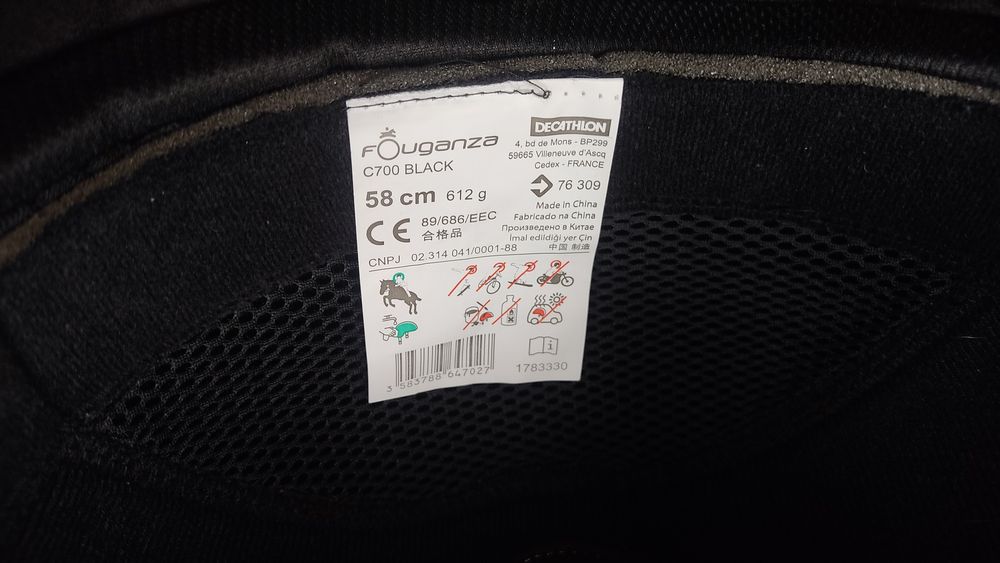 FOuganza
C700 BLACK
58 cm 612 g
CE 89/686/EEC
合格品
CNPJ 02.314 041/0001-88
DECATHLON
4, bd de Mons - BP299
59665 Villeneuve d'Ascq
Cedex - FRANCE
76 309
Made in China
Fabricado na China
Произведено в Китае
İmal edildiği yer Çin
中国 制造
3 583788 647027
i
1783330